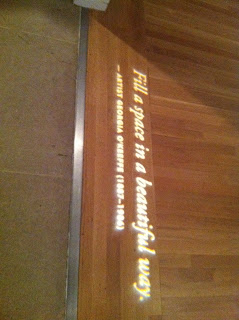 Fill a space in a beautiful way.
— ARTIST GEORGIA O'KEEFFE (1887–1986)